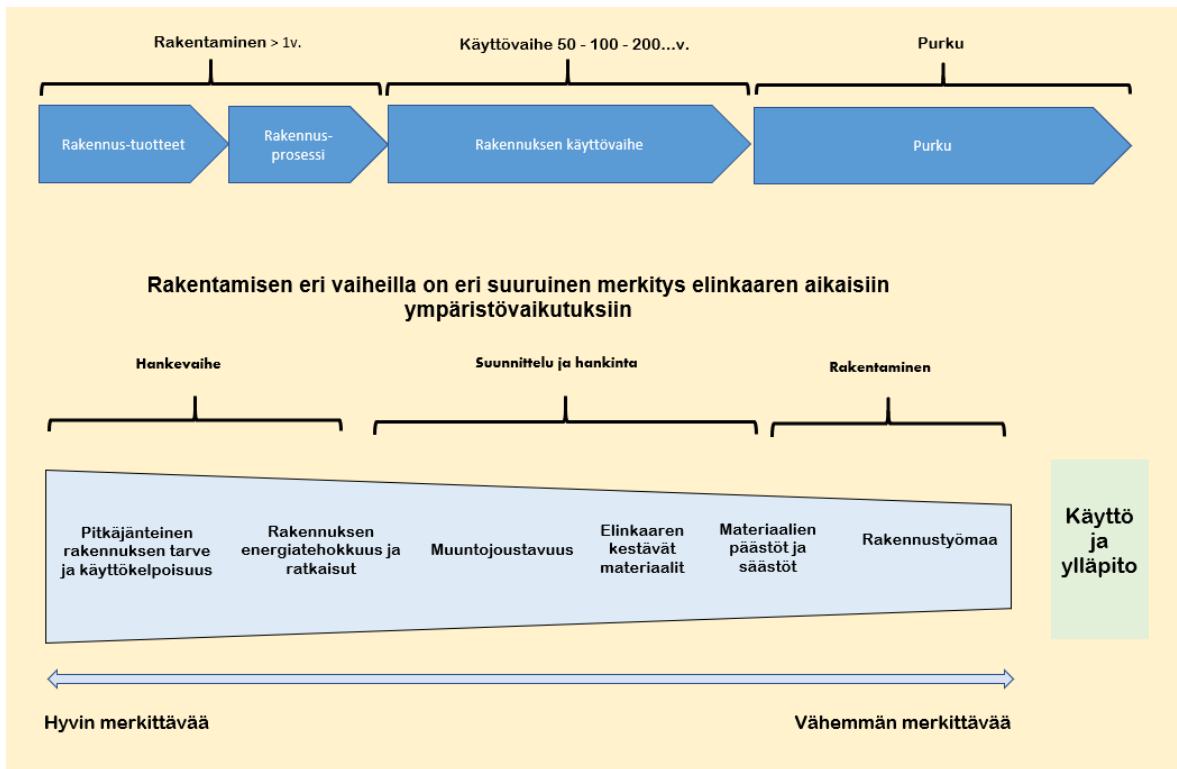 Rakentaminen > 1v.
Käyttövaihe 50 - 100 - 200...v.
Purku
Rakennus-tuotteet
Rakennus-
prosessi
Rakennuksen käyttövaihe
Purku
Rakentamisen eri vaiheilla on eri suuruinen merkitys elinkaaren aikaisiin
ympäristövaikutuksiin
Hankevaihe
Suunnittelu ja hankinta
Rakentaminen
Pitkäjänteinen
rakennuksen tarve
ja käyttökelpoisuus
Rakennuksen
energiatehokkuus ja
ratkaisut
Muuntojoustavuus
Elinkaaren
kestävät
materiaalit
Materiaalien
päästöt ja
säästöt
Rakennustyömaa
Käyttö
ja
ylläpito
Hyvin merkittävää
Vähemmän merkittävää